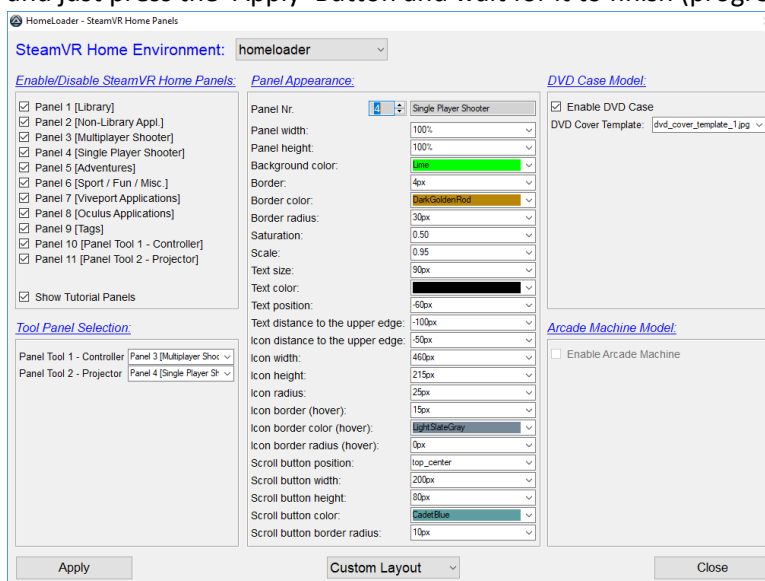 and just press the 'Apply' Button and wait for it to finish (progre
HomeLoader - SteamVR Home Panels
SteamVR Home Environment: homeloader
Enable/Disable SteamVR Home Panels:
Panel 1 [Library]
Panel 2 [Non-Library Appl.]
Panel 3 [Multiplayer Shooter]
Panel 4 [Single Player Shooter]
Panel 5 [Adventures]
Panel 6 [Sport / Fun / Misc.]
Panel 7 [Viveport Applications]
Panel 8 [Oculus Applications]
Panel 9 [Tags]
Panel 10 [Panel Tool 1 - Controller]
Panel 11 [Panel Tool 2 - Projector]
Show Tutorial Panels
Tool Panel Selection:
Panel Tool 1 - Controller Panel 3 [Multiplayer Shoc
Panel Tool 2 - Projector Panel 4 [Single Player Sh
Panel Appearance:
Panel Nr. 4 Single Player Shooter
Panel width: 100%
Panel height: 100%
Background color: Lime
Border: 4px
Border color: DarkGoldenRod
Border radius: 30px
Saturation: 0.50
Scale: 0.95
Text size: 90px
Text color:
Text position: -60px
Text distance to the upper edge: -100px
Icon distance to the upper edge: -50px
Icon width: 460px
Icon height: 215px
Icon radius: 25px
Icon border (hover): 15px
Icon border color (hover): LightSlateGray
Icon border radius (hover): 0px
Scroll button position: top_center
Scroll button width: 200px
Scroll button height: 80px
Scroll button color: CadetBlue
Scroll button border radius: 10px
DVD Case Model:
Enable DVD Case
DVD Cover Template: dvd_cover_template_1.jpg
Arcade Machine Model:
Enable Arcade Machine
Apply
Custom Layout
Close